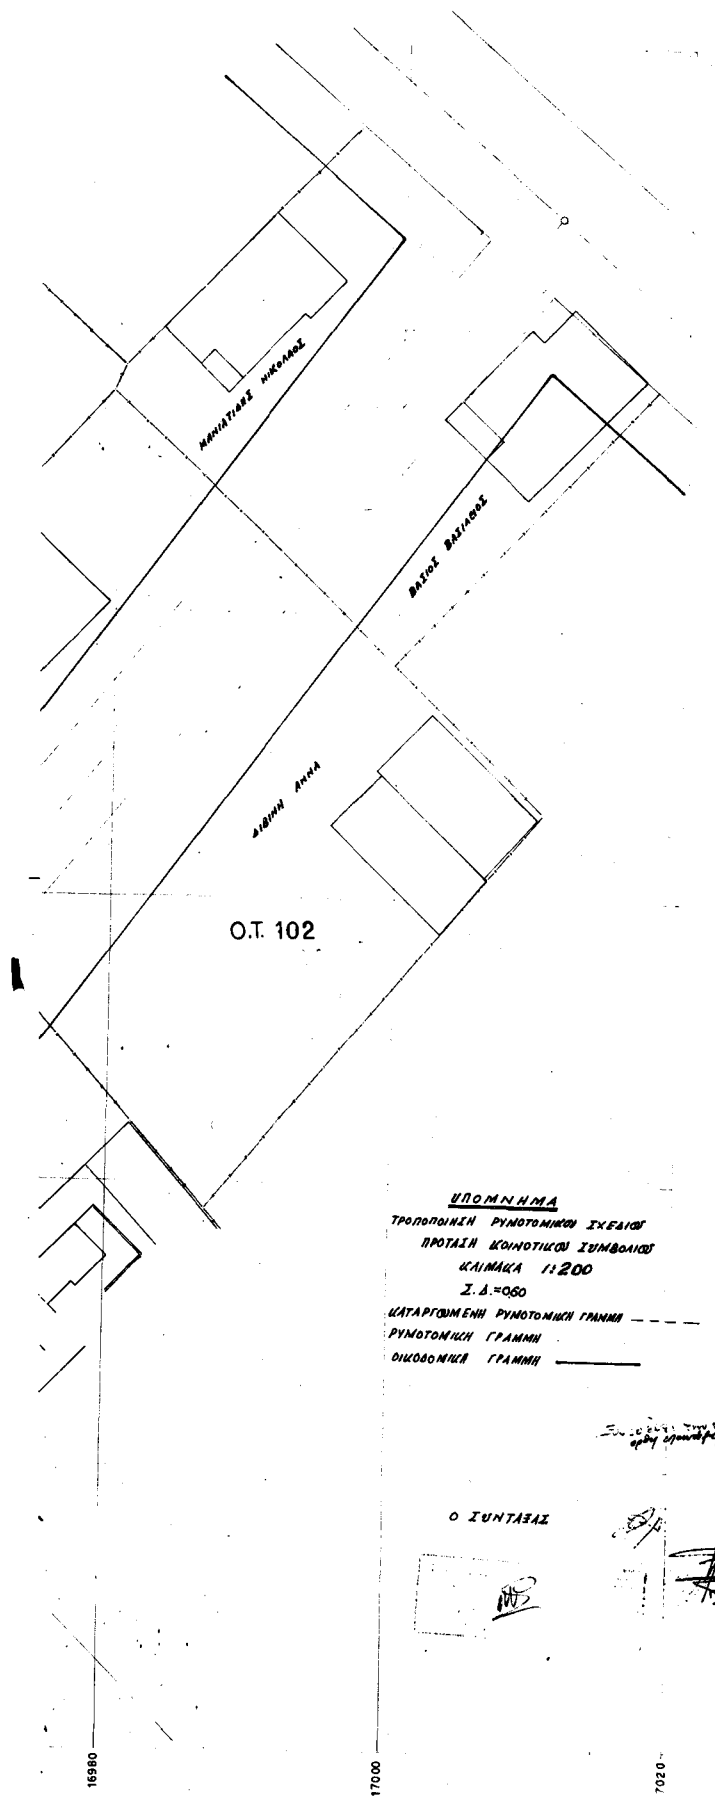 ΜΑΝΙΑΤΙΔΗΣ ΝΙΚΟΛΑΟΣ
ΒΑΣΙΟΣ ΒΑΣΙΛΕΙΟΣ
ΔΙΒΙΝΗ ΑΝΝΑ
Ο.Τ. 102
ΥΠΟΜΝΗΜΑ
ΤΡΟΠΟΠΟΙΗΣΗ ΡΥΜΟΤΟΜΙΚΟΥ ΣΧΕΔΙΟΥ
ΠΡΟΤΑΣΗ ΚΟΙΝΟΤΙΚΟΥ ΣΥΜΒΟΛΙΟΥ
ΚΛΙΜΑΚΑ 1:200
Σ.Δ.=0,60
ΚΑΤΑΡΓΟΥΜΕΝΗ ΡΥΜΟΤΟΜΙΚΗ ΓΡΑΜΜΗ
ΡΥΜΟΤΟΜΙΚΗ ΓΡΑΜΜΗ
ΟΙΚΟΔΟΜΙΚΗ ΓΡΑΜΜΗ
Ο ΣΥΝΤΑΞΑΣ
16980
17000
7020